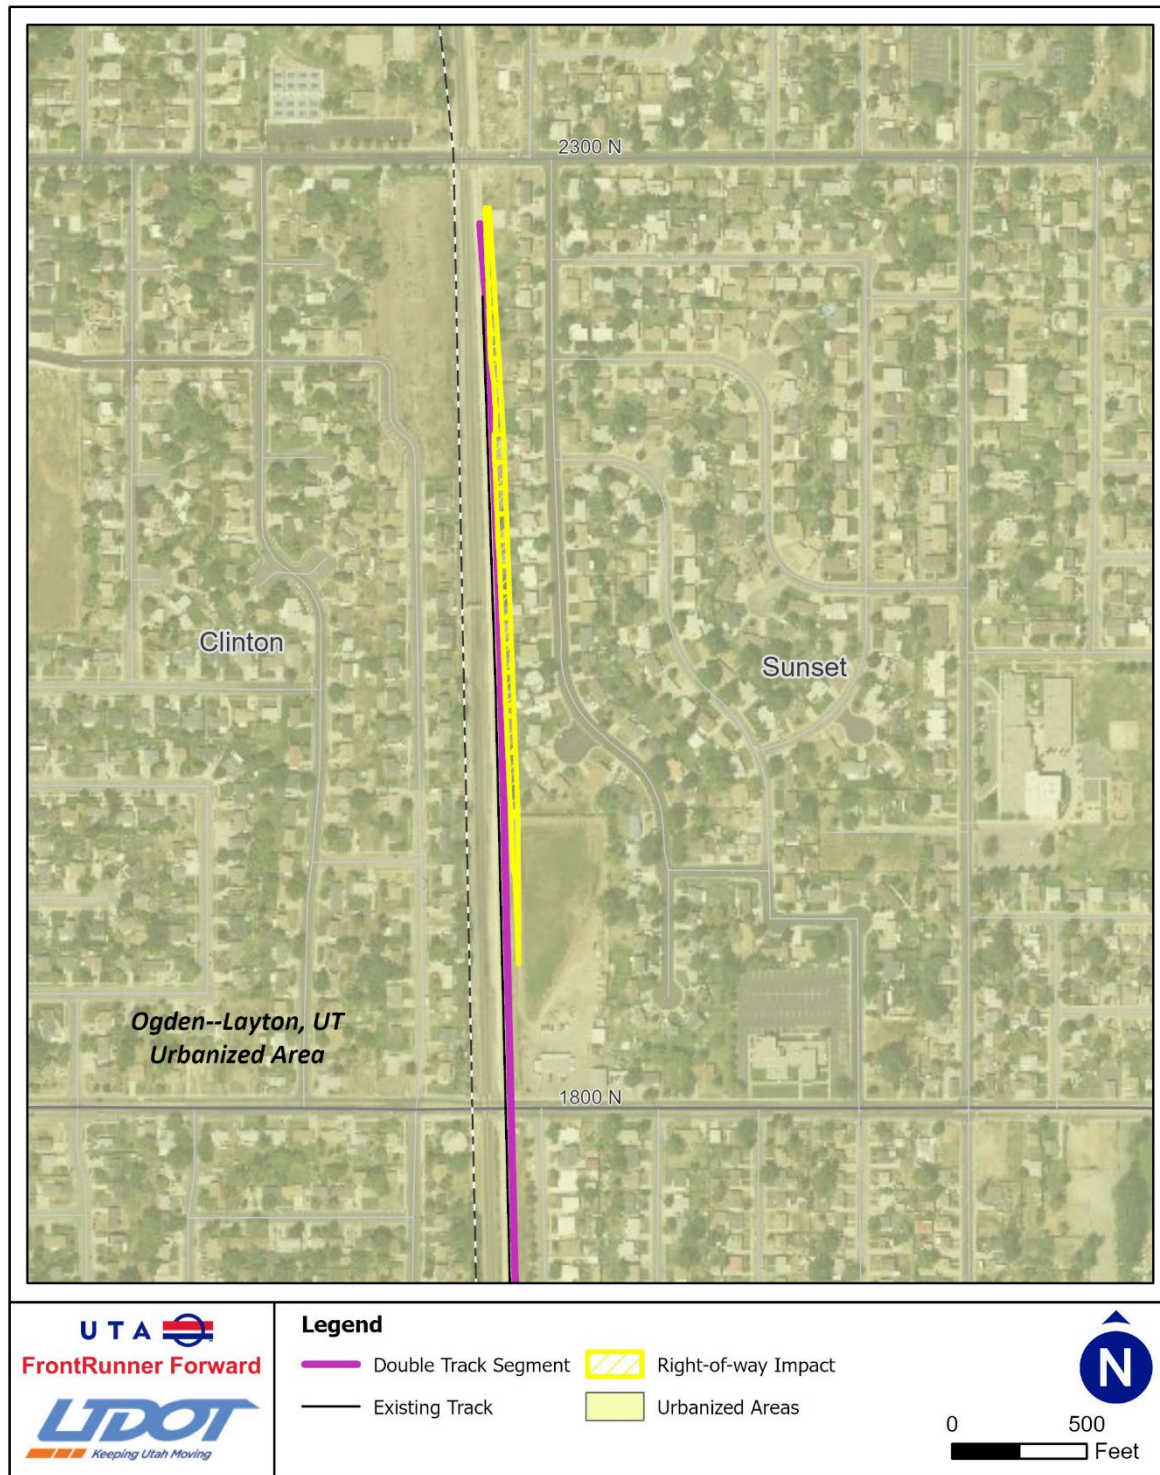 2300 N
Clinton
Sunset
Ogden--Layton, UT
Urbanized Area
1800 N
UTA
FrontRunner Forward
UDOT
Keeping Utah Moving
Legend
Double Track Segment
Right-of-way Impact
Existing Track
Urbanized Areas
N
0 500
Feet